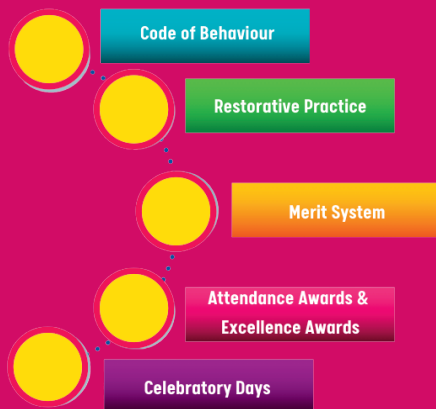 Code of Behaviour
Restorative Practice
Merit System
Attendance Awards &
Excellence Awards
Celebratory Days